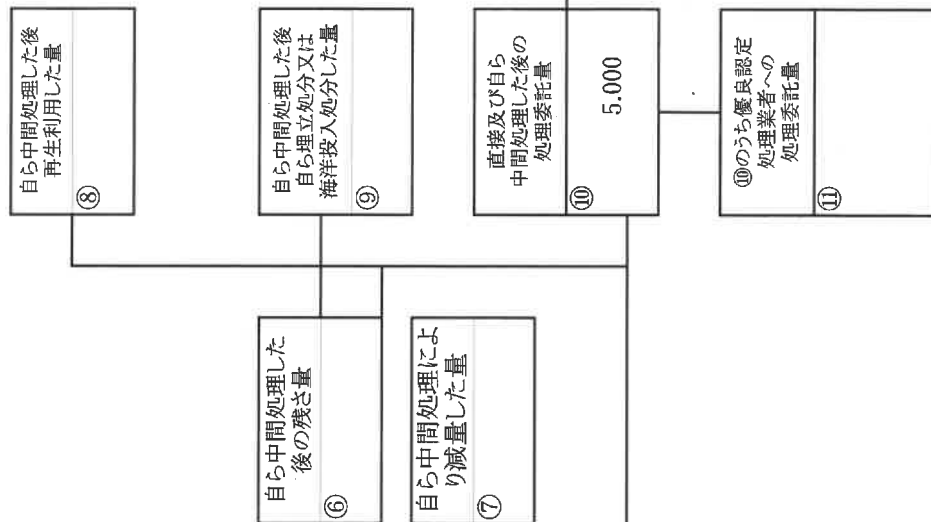 自ら中間処理した後
再生利用した量
⑧
自ら中間処理した後
自ら埋立処分又は
海洋投入処分した量
⑨
直接及び自ら
中間処理した後の
処理委託量
⑩
5.000
⑩のうち優良認定
処理業者への
処理委託量
⑪
自ら中間処理した
後の残さ量
⑥
自ら中間処理によ
り減量した量
⑦